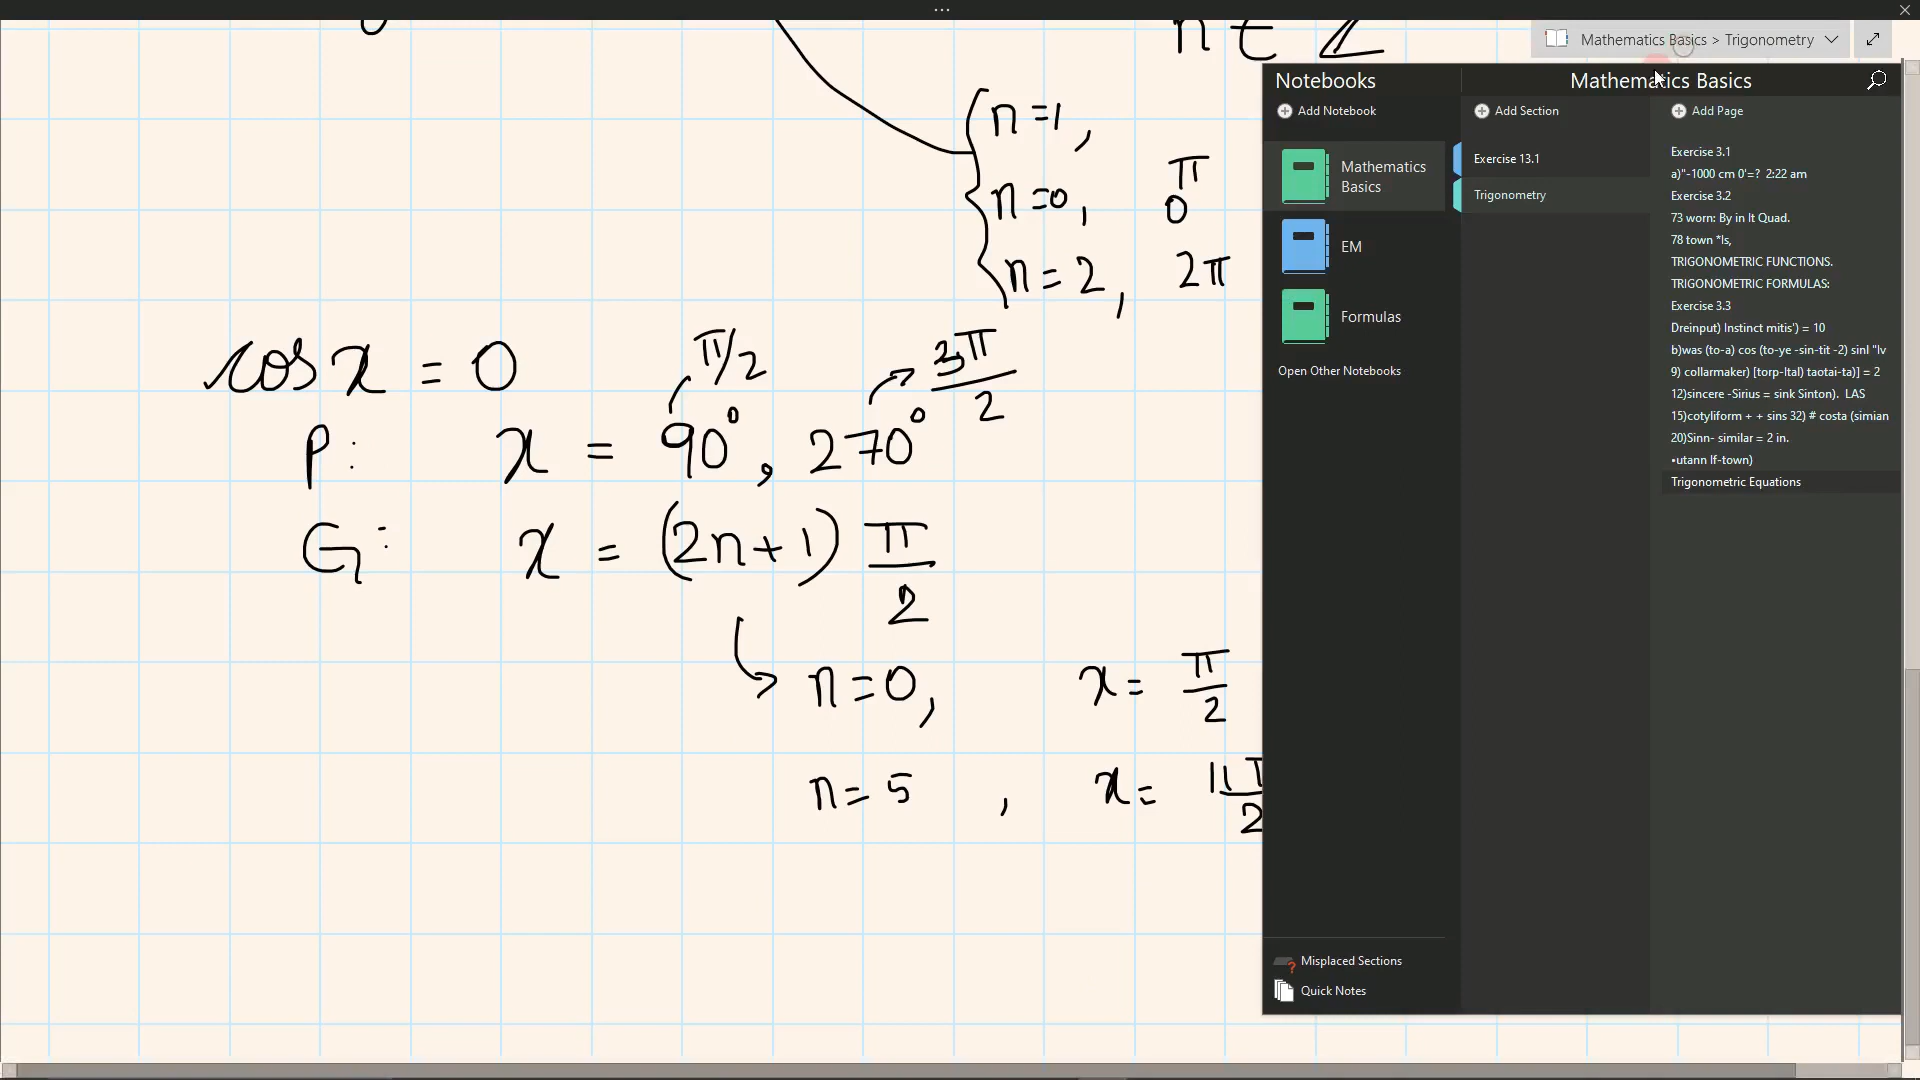 Mathematics Basics > Trigonometry
n ∈ Z
Notebooks
Mathematics Basics
Add Notebook
Add Section
Add Page
Mathematics
Basics
EM
Formulas
Open Other Notebooks
Misplaced Sections
Quick Notes
Exercise 13.1
Trigonometry
Exercise 3.1
a)"-1000 cm 0'=? 2:22 am
Exercise 3.2
73 worn: By in It Quad.
78 town *ls,
TRIGONOMETRIC FUNCTIONS.
TRIGONOMETRIC FORMULAS:
Exercise 3.3
Dreinput) Instinct mitis') = 10
b)was (to-a) cos (to-ye -sin-tit -2) sinl "lv
9) collarmaker) [torp-Ital) taotai-ta)] = 2
12)sincere -Sirius = sink Sinton). LAS
15)cotyliform + + sins 32) # costa (simian
20)Sinn- similar = 2 in.
•utann If-town)
Trigonometric Equations
n=1, π
n=0, 0
n=2, 2π
cos x = 0
π/2 3π/2
P: x = 90°, 270°
G: x = (2n+1) π/2
n=0, x= π/2
n=5, x= 11π/2